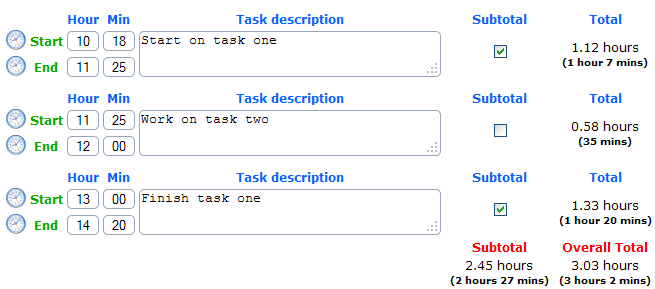 Hour Min Task description Subtotal Total
Start 10 18 Start on task one 1.12 hours
End 11 25 (1 hour 7 mins)
Hour Min Task description Subtotal Total
Start 11 25 Work on task two 0.58 hours
End 12 00 (35 mins)
Hour Min Task description Subtotal Total
Start 13 00 Finish task one 1.33 hours
End 14 20 (1 hour 20 mins)
Subtotal Overall Total
2.45 hours 3.03 hours
(2 hours 27 mins) (3 hours 2 mins)